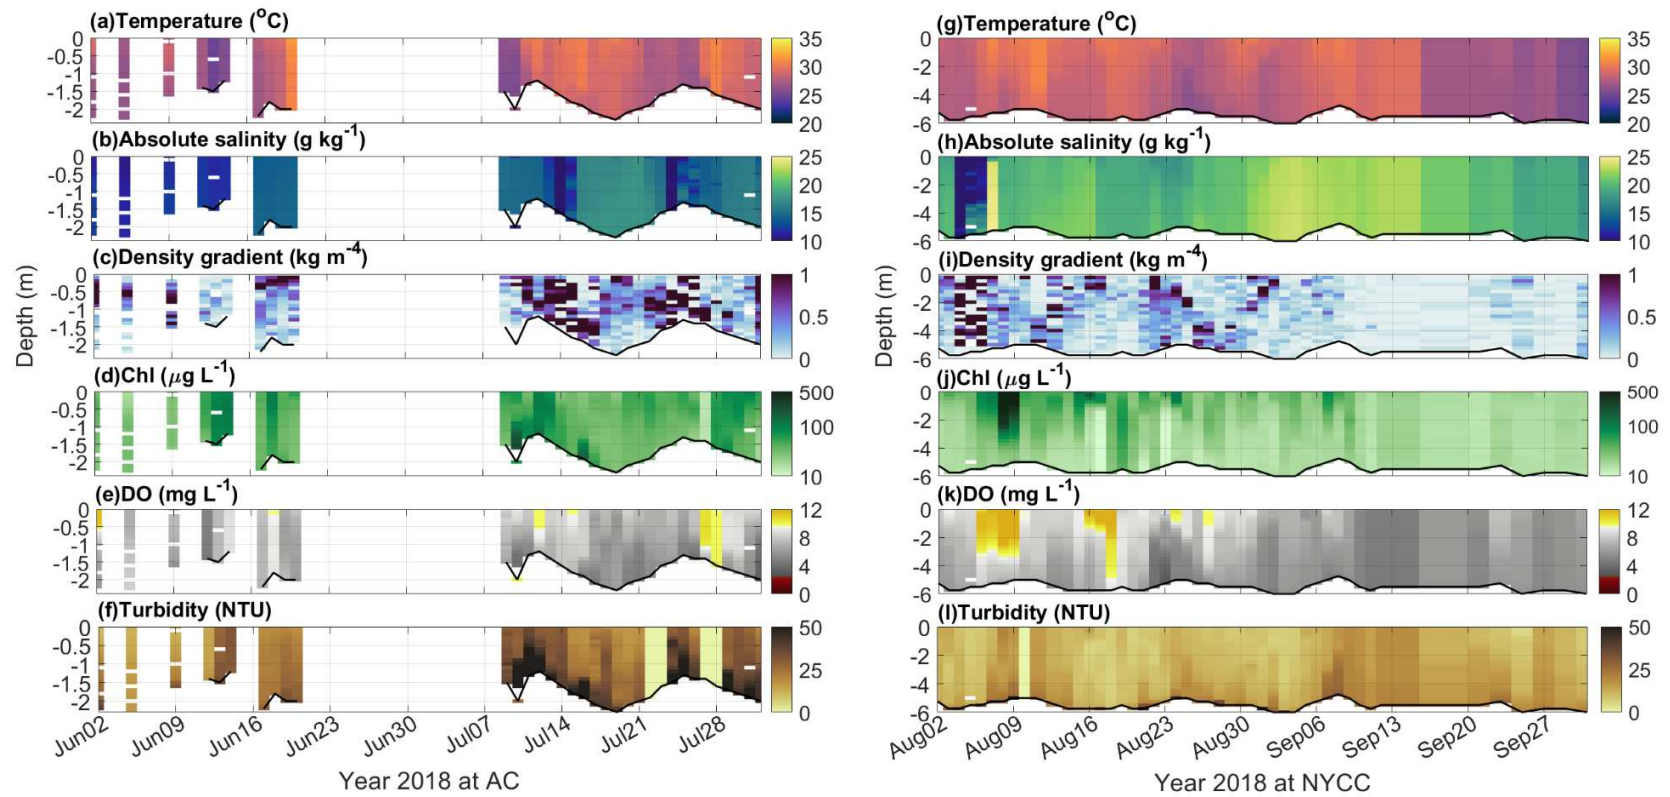 (a)Temperature (°C)
0
-0.5
-1
-1.5
-2
35
30
25
20
(b)Absolute salinity (g kg-1)
0
-0.5
-1
-1.5
-2
25
20
15
10
(c)Density gradient (kg m-4)
0
-0.5
-1
-1.5
-2
1
0.5
0
(d)Chl (μg L-1)
0
-0.5
-1
-1.5
-2
500
100
10
(e)DO (mg L-1)
0
-0.5
-1
-1.5
-2
12
8
4
0
(f)Turbidity (NTU)
0
-0.5
-1
-1.5
-2
50
25
0
Depth (m)
Jun02
Jun09
Jun16
Jun23
Jun30
Jul07
Jul14
Jul21
Jul28
Year 2018 at AC
(g)Temperature (°C)
0
-2
-4
-6
35
30
25
20
(h)Absolute salinity (g kg-1)
0
-2
-4
-6
25
20
15
10
(i)Density gradient (kg m-4)
0
-2
-4
-6
1
0.5
0
(j)Chl (μg L-1)
0
-2
-4
-6
500
100
10
(k)DO (mg L-1)
0
-2
-4
-6
12
8
4
0
(l)Turbidity (NTU)
0
-2
-4
-6
50
25
0
Depth (m)
Aug02
Aug09
Aug16
Aug23
Aug30
Sep06
Sep13
Sep20
Sep27
Year 2018 at NYCC